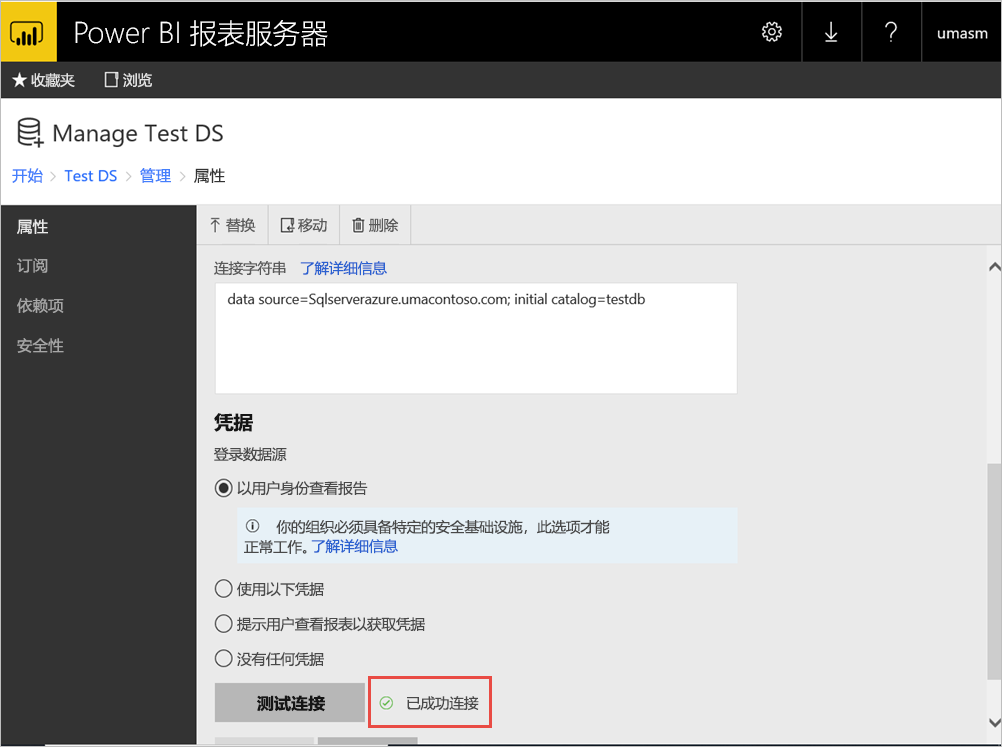 Power BI 报表服务器
?
umasm
收藏夹 浏览
Manage Test DS
开始 > Test DS > 管理 > 属性
属性
订阅
依赖项
安全性
替换 移动 删除
连接字符串 了解详细信息
data source=Sqlserverazure.umacontoso.com; initial catalog=testdb
凭据
登录数据源
以用户身份查看报告
你的组织必须具备特定的安全基础设施，此选项才能
正常工作。了解详细信息
使用以下凭据
提示用户查看报表以获取凭据
没有任何凭据
测试连接 已成功连接